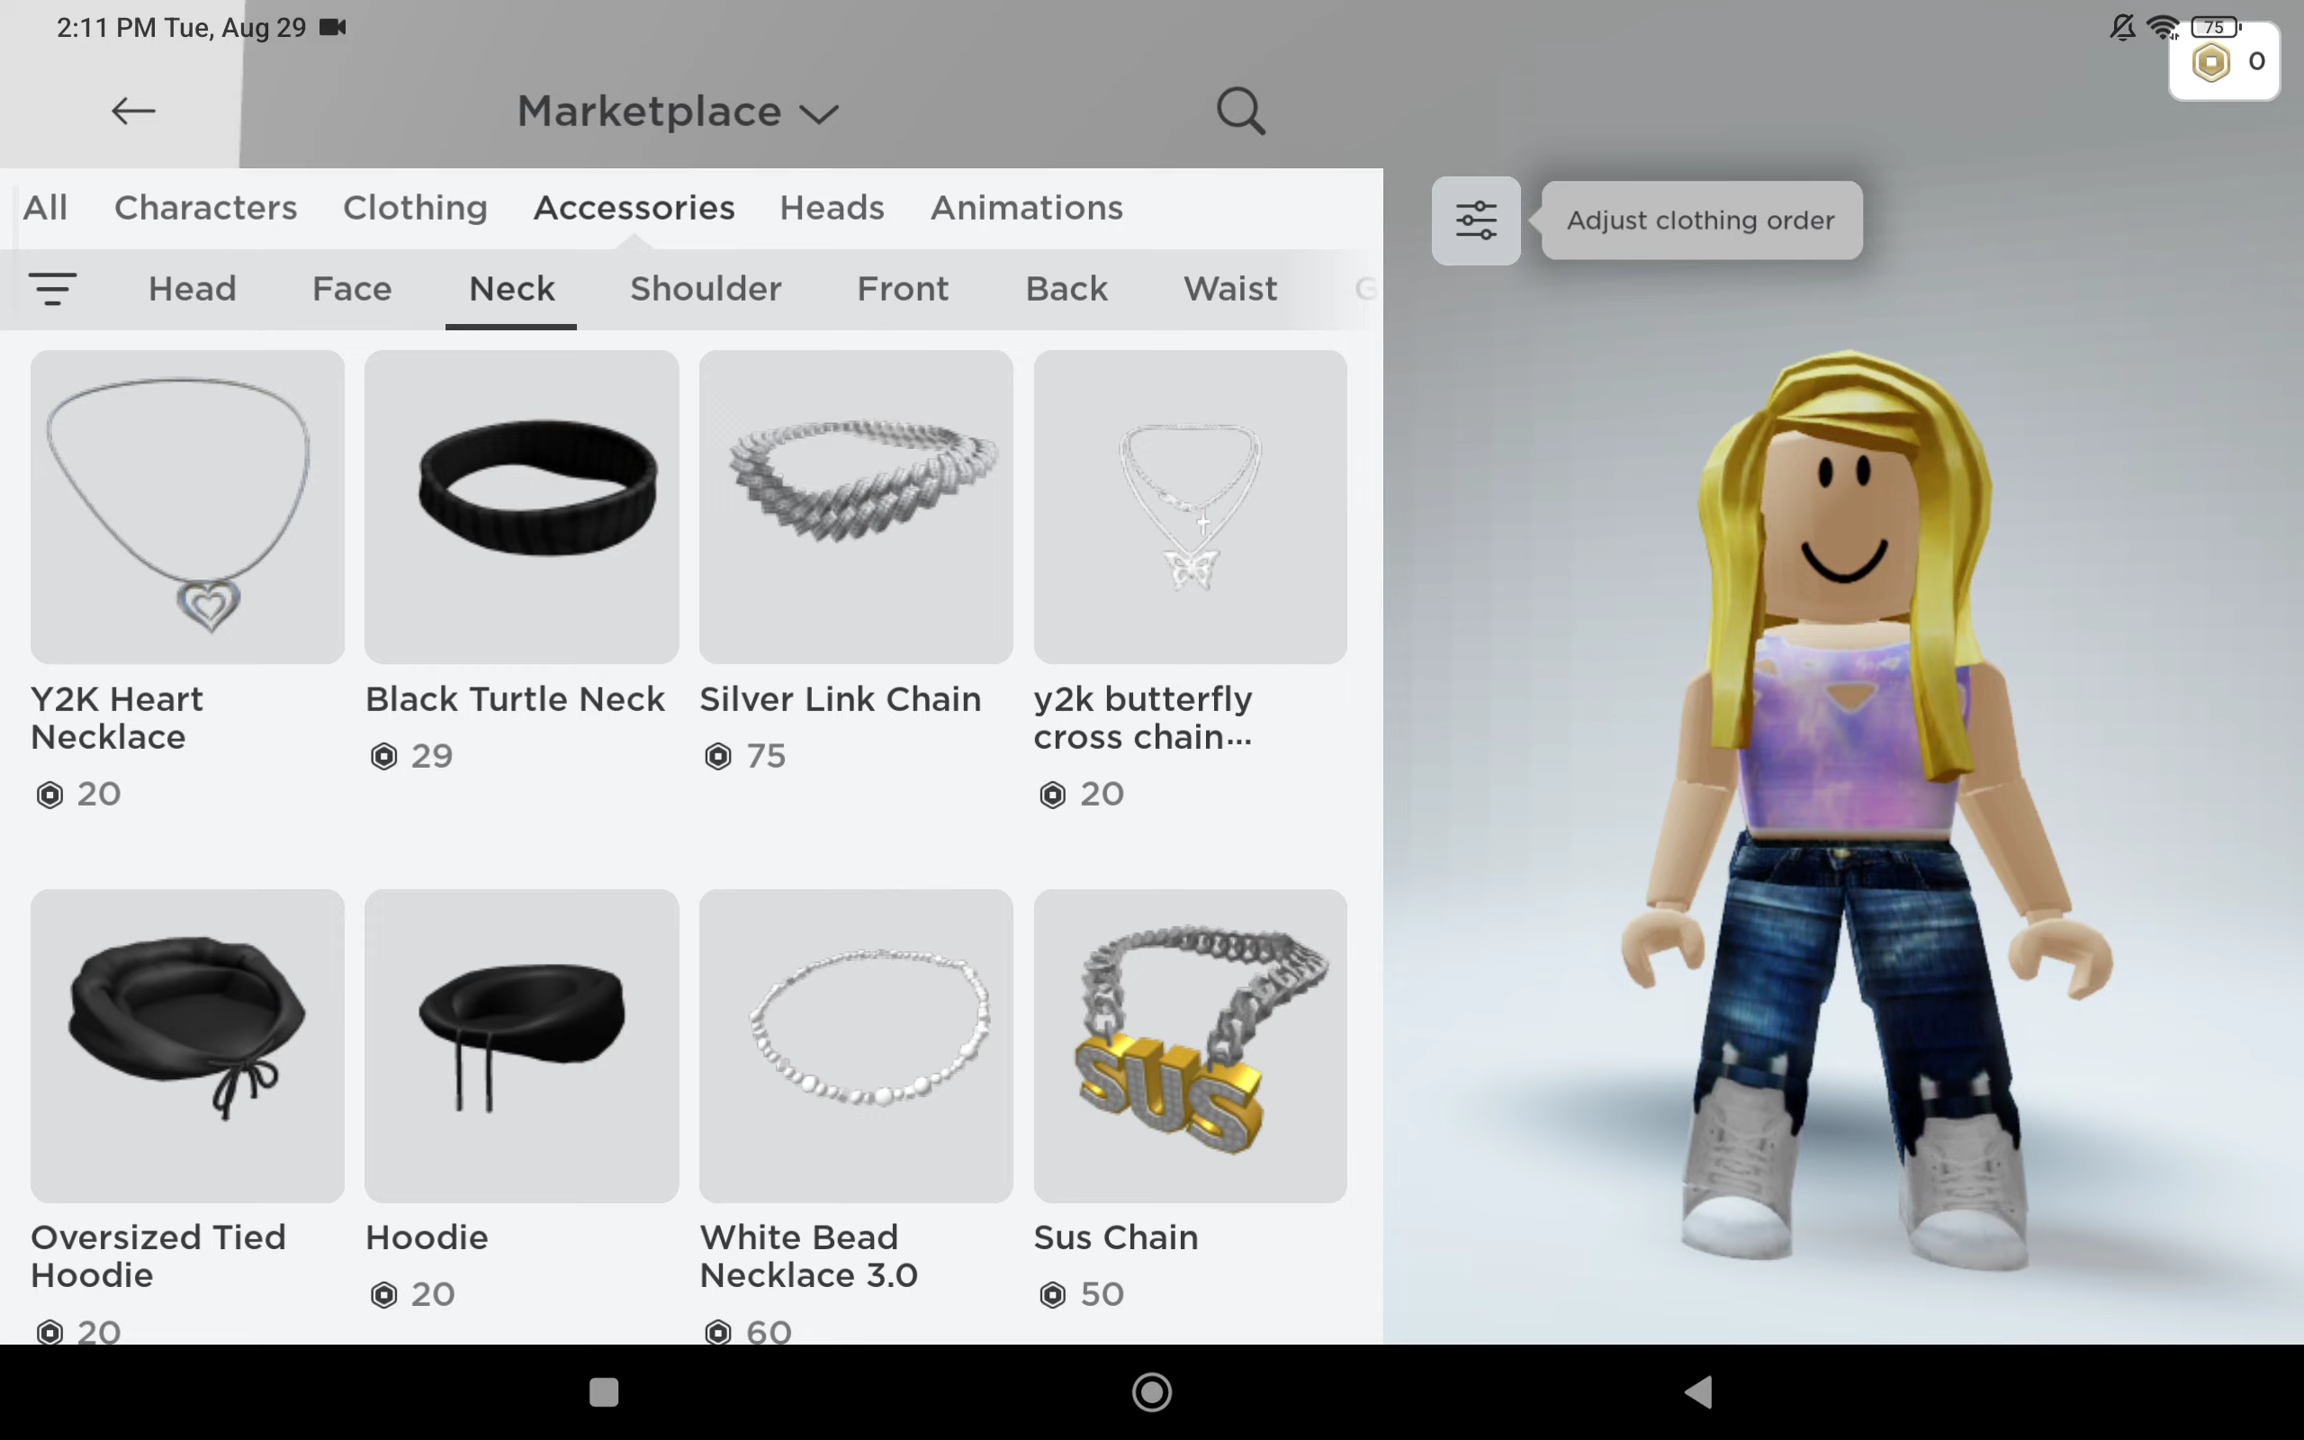 2:11 PM Tue, Aug 29
75
0
Marketplace
All Characters Clothing Accessories Heads Animations
Adjust clothing order
Head Face Neck Shoulder Front Back Waist G
Y2K Heart
Necklace
20
Black Turtle Neck
29
Silver Link Chain
75
y2k butterfly
cross chain...
20
SUS
Oversized Tied
Hoodie
20
Hoodie
20
White Bead
Necklace 3.0
60
Sus Chain
50